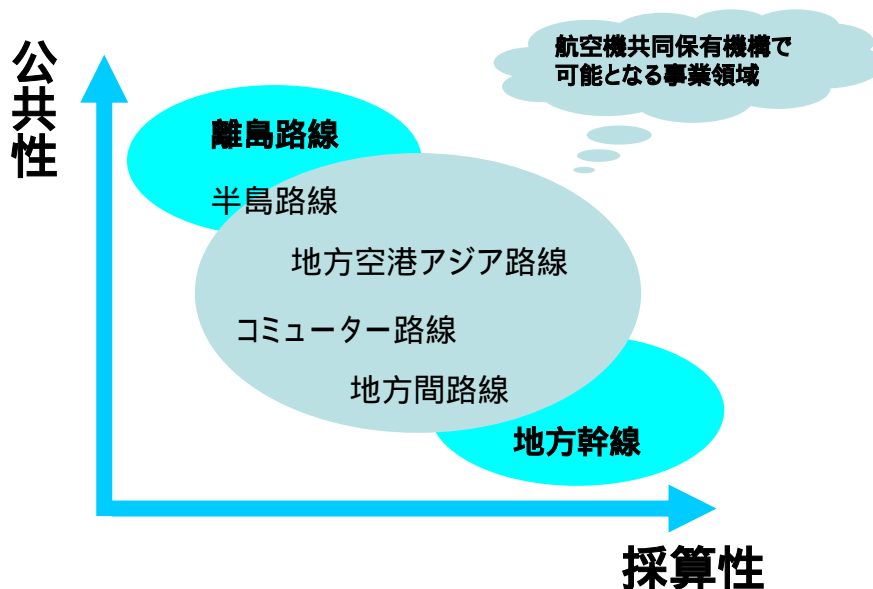 公共性
航空機共同保有機構で
可能となる事業領域
離島路線
半島路線
地方空港アジア路線
コミューター路線
地方間路線
地方幹線
採算性